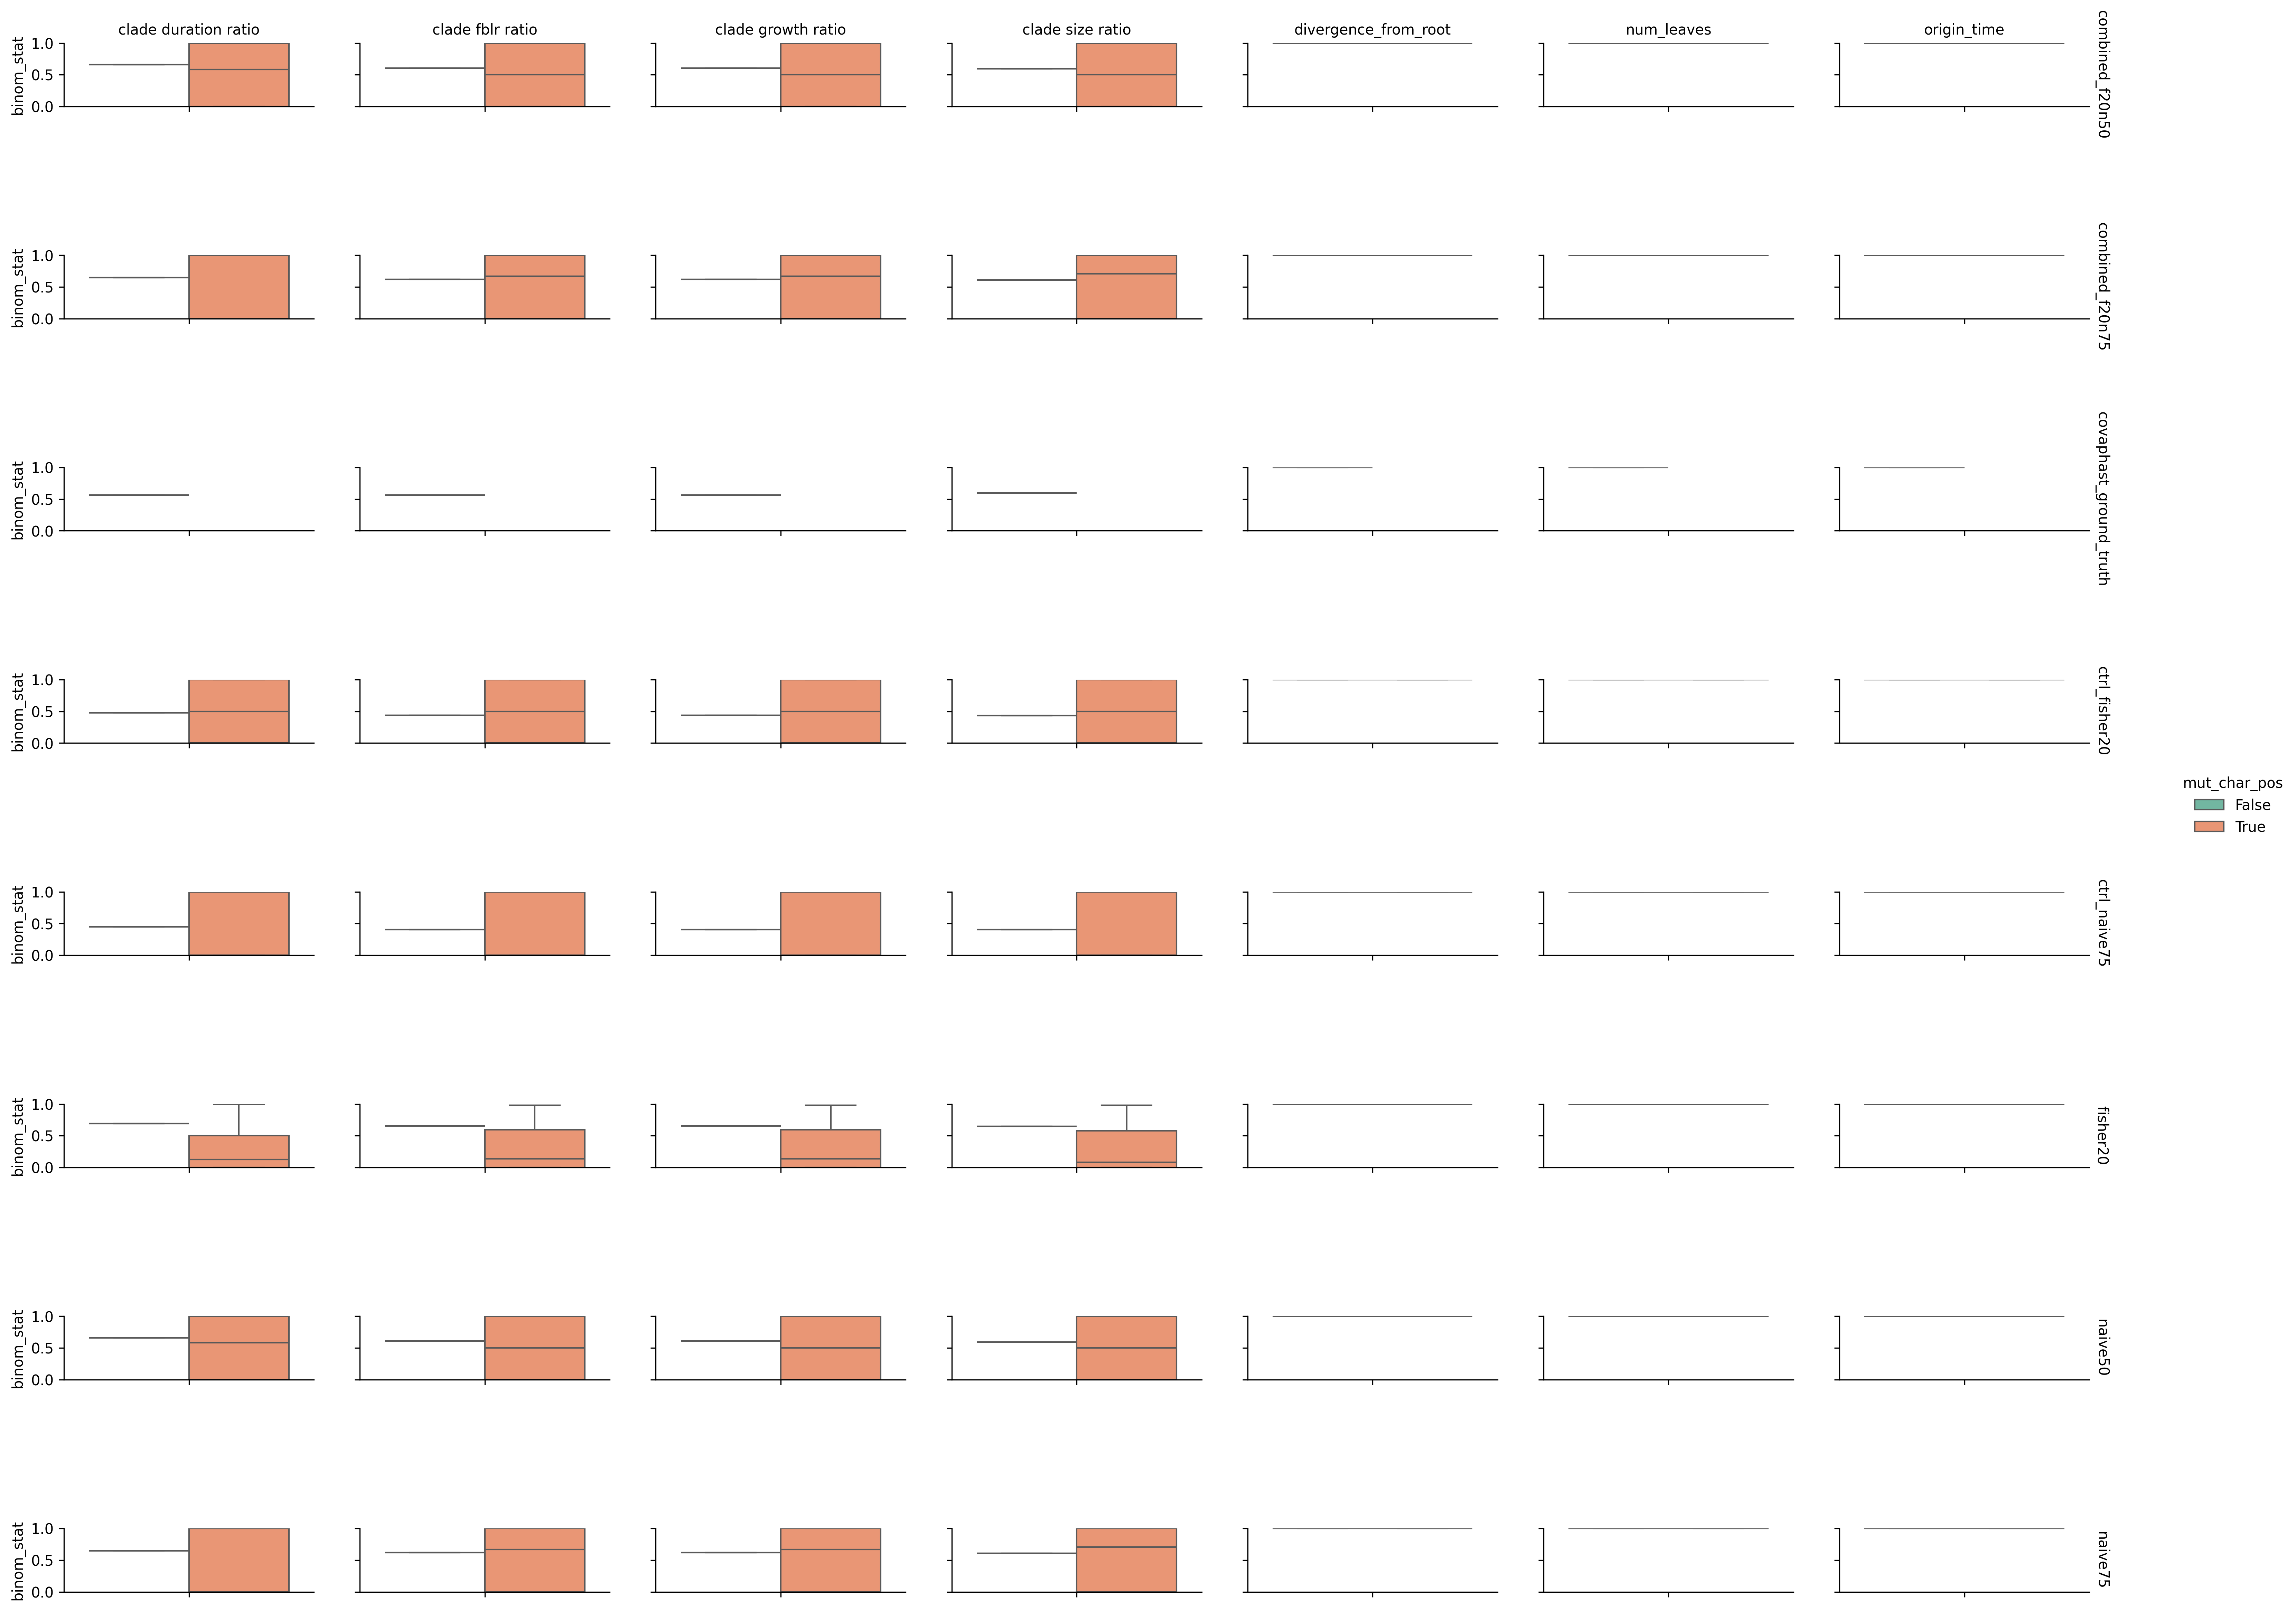 clade duration ratio clade fblr ratio clade growth ratio clade size ratio divergence_from_root num_leaves origin_time
binom_stat 1.0 0.5 0.0 combined_f20n50
binom_stat 1.0 0.5 0.0 combined_f20n75
binom_stat 1.0 0.5 0.0 covaphast_ground_truth
binom_stat 1.0 0.5 0.0 ctrl_fisher20
mut_char_pos
False
True
binom_stat 1.0 0.5 0.0 ctrl_naive75
binom_stat 1.0 0.5 0.0 fisher20
binom_stat 1.0 0.5 0.0 naive50
binom_stat 1.0 0.5 0.0 naive75